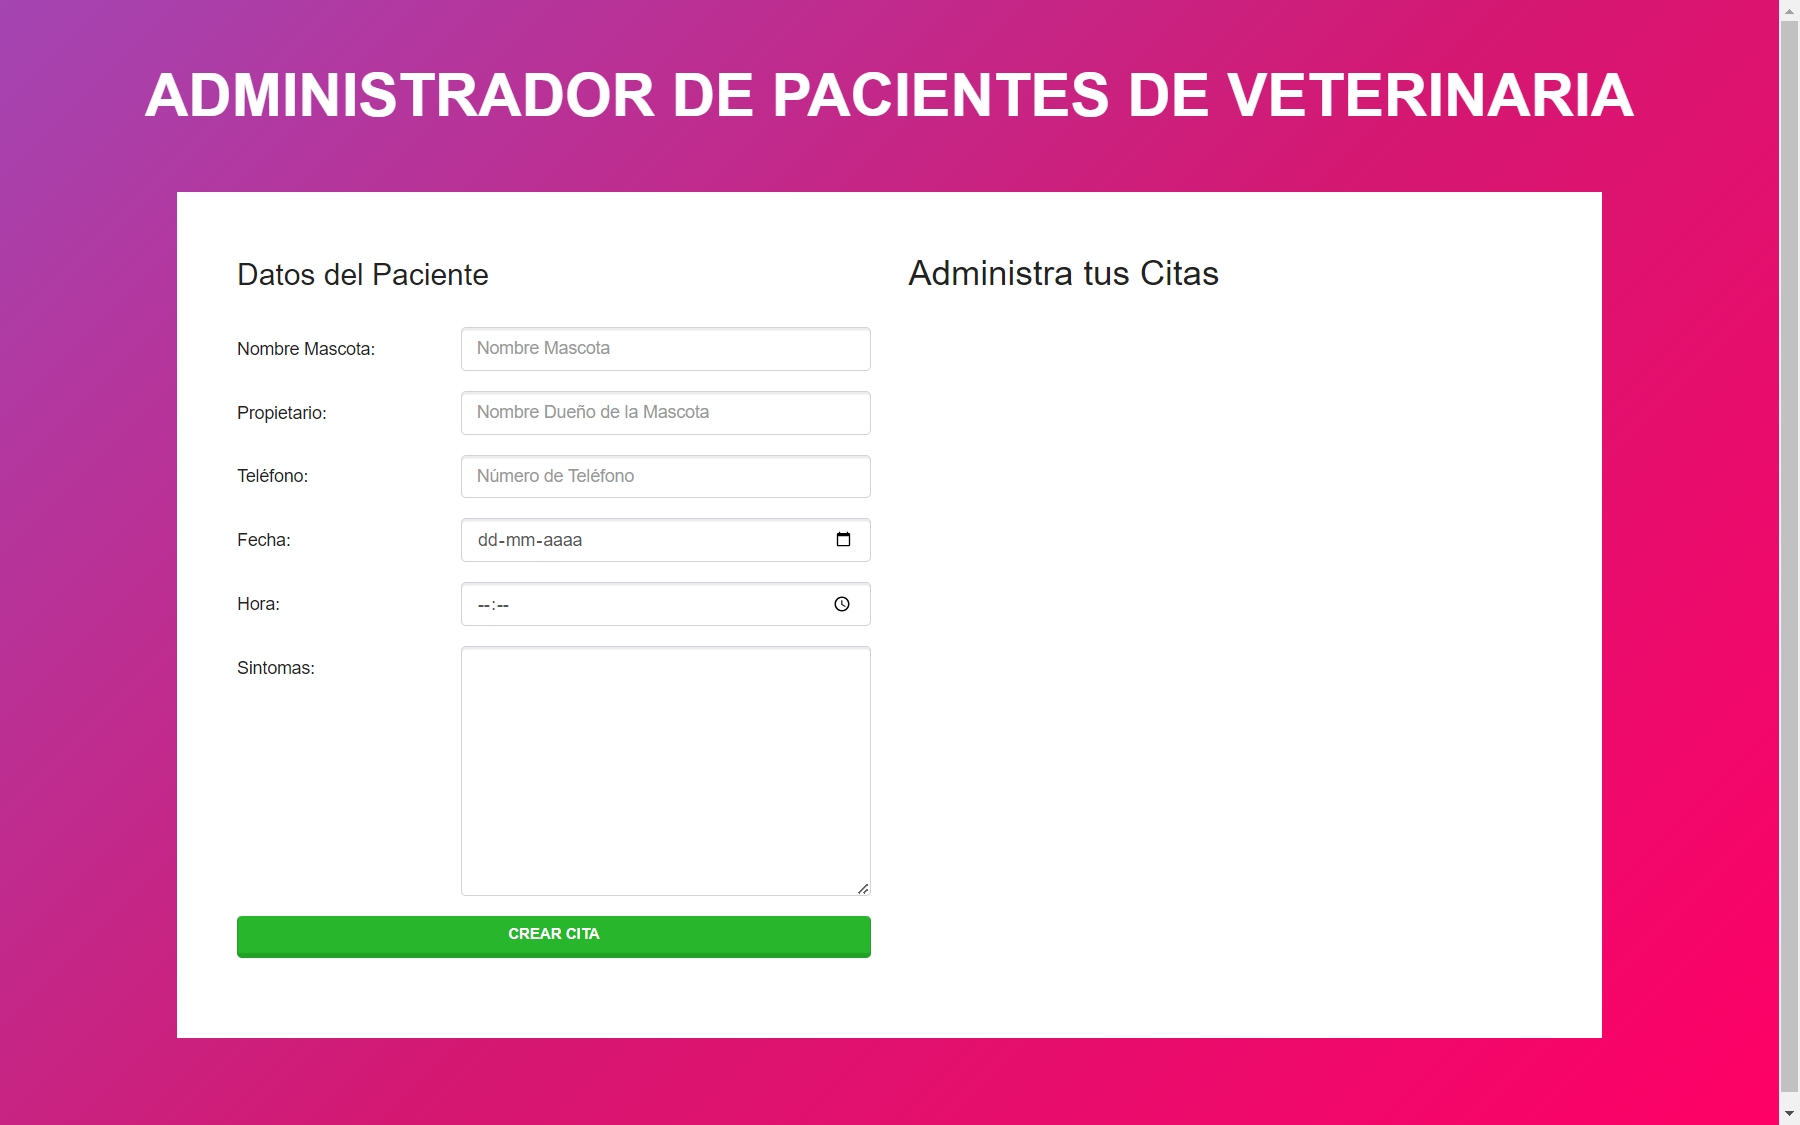 ADMINISTRADOR DE PACIENTES DE VETERINARIA
Datos del Paciente
Nombre Mascota:
Nombre Mascota
Propietario:
Nombre Dueño de la Mascota
Teléfono:
Número de Teléfono
Fecha:
dd-mm-aaaa
Hora:
--:--
Sintomas:
CREAR CITA
Administra tus Citas